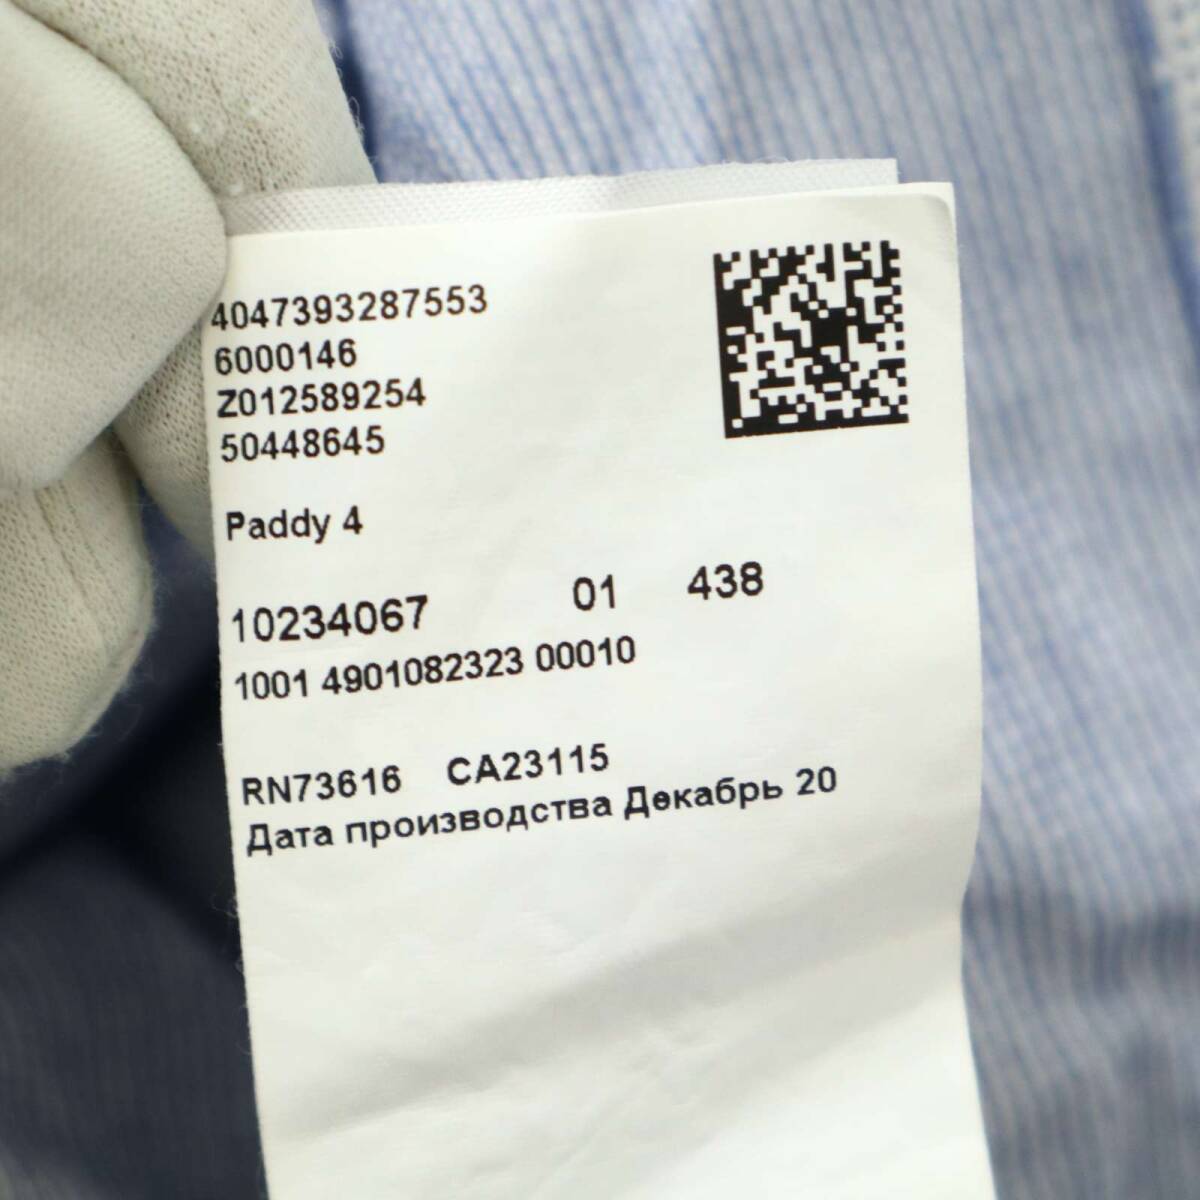 4047393287553
6000146
Z012589254
50448645
Paddy 4
10234067 01 438
1001 4901082323 00010
RN73616 CA23115
Дата производства Декабрь 20